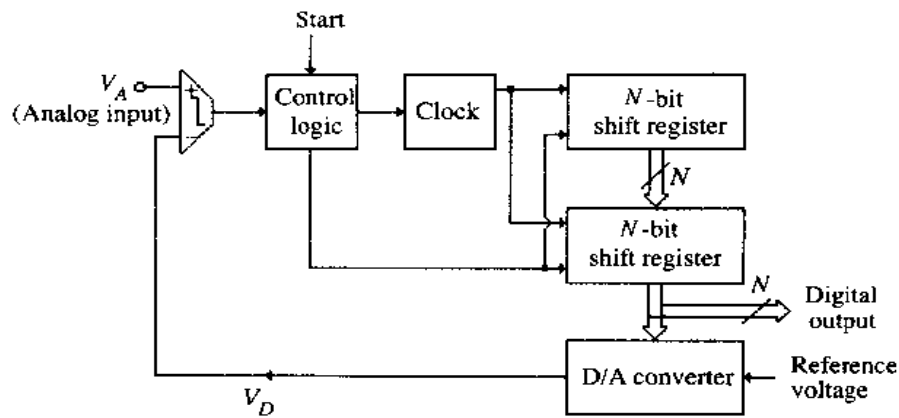 Start
V_A
(Analog input)
+
−
Control
logic
Clock
N-bit
shift register
N
N-bit
shift register
N
Digital
output
D/A converter
Reference
voltage
V_D